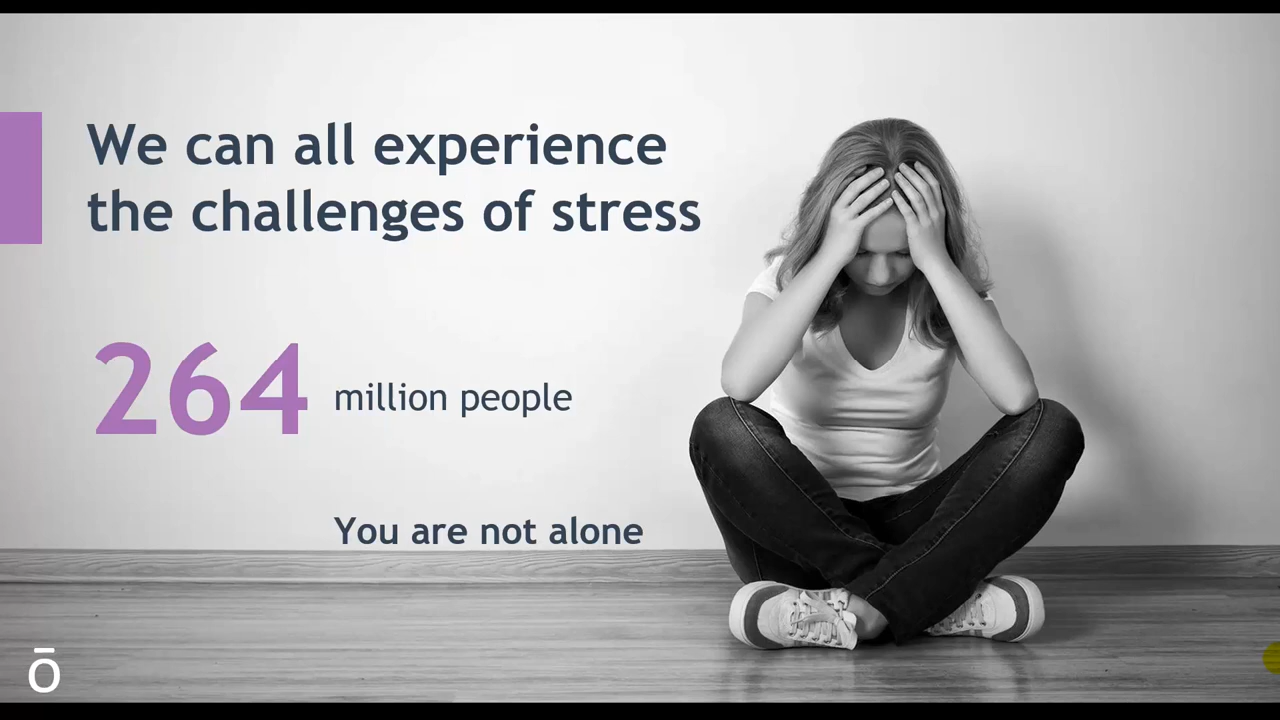 We can all experience
the challenges of stress
264 million people
You are not alone
ō